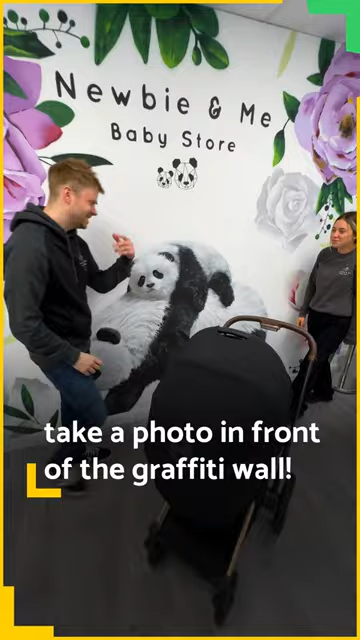 Newbie & Me
Baby Store
take a photo in front
of the graffiti wall!